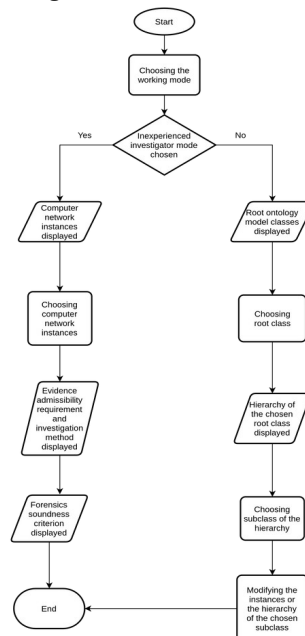 Start
Choosing the
working mode
Inexperienced
investigator mode
chosen
Yes
No
Computer
network
instances
displayed
Choosing
computer
network
instances
Evidence
admissibility
requirement
and
investigation
method
displayed
Forensics
soundness
criterion
displayed
End
Root ontology
model classes
displayed
Choosing
root class
Hierarchy of
the chosen
root class
displayed
Choosing
subclass of the
hierarchy
Modifying the
instances or
the hierarchy
of the chosen
subclass